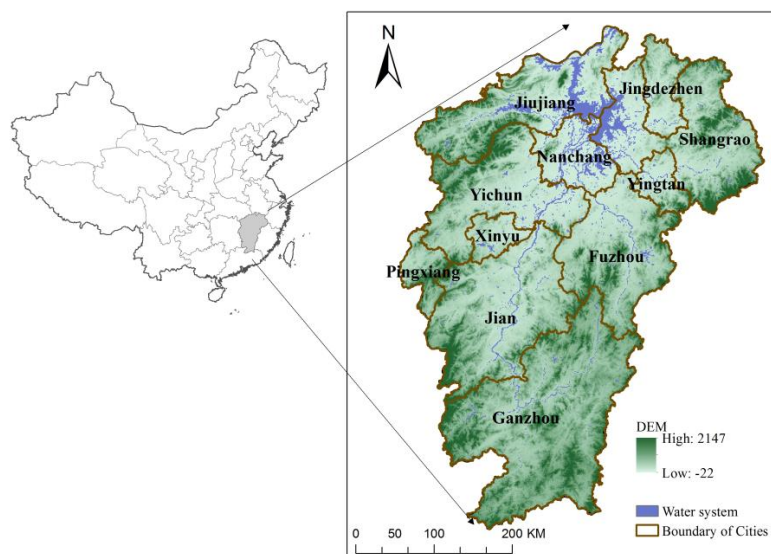 N
Jiujiang
Jingdezhen
Shangrao
Nanchang
Yingtan
Yichun
Xinyu
Fuzhou
Pingxiang
Jian
Ganzhou
DEM
High: 2147
Low: -22
Water system
Boundary of Cities
0 50 100 200 KM